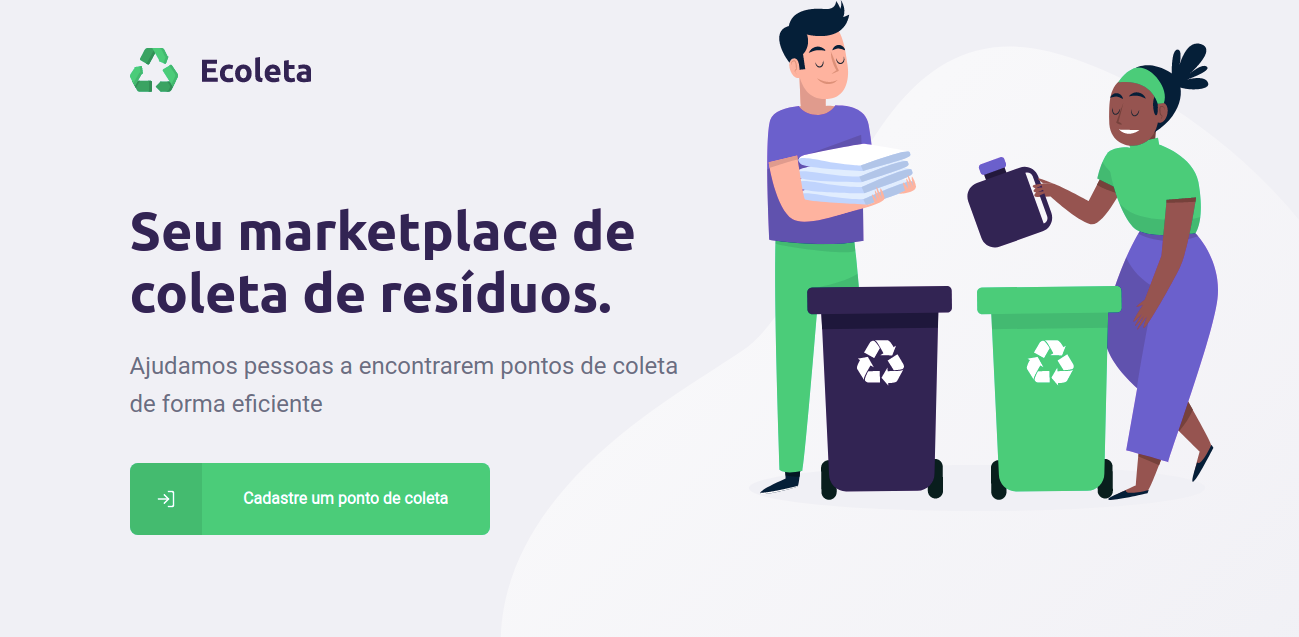 Ecoleta
Seu marketplace de
coleta de resíduos.
Ajudamos pessoas a encontrarem pontos de coleta
de forma eficiente
Cadastre um ponto de coleta